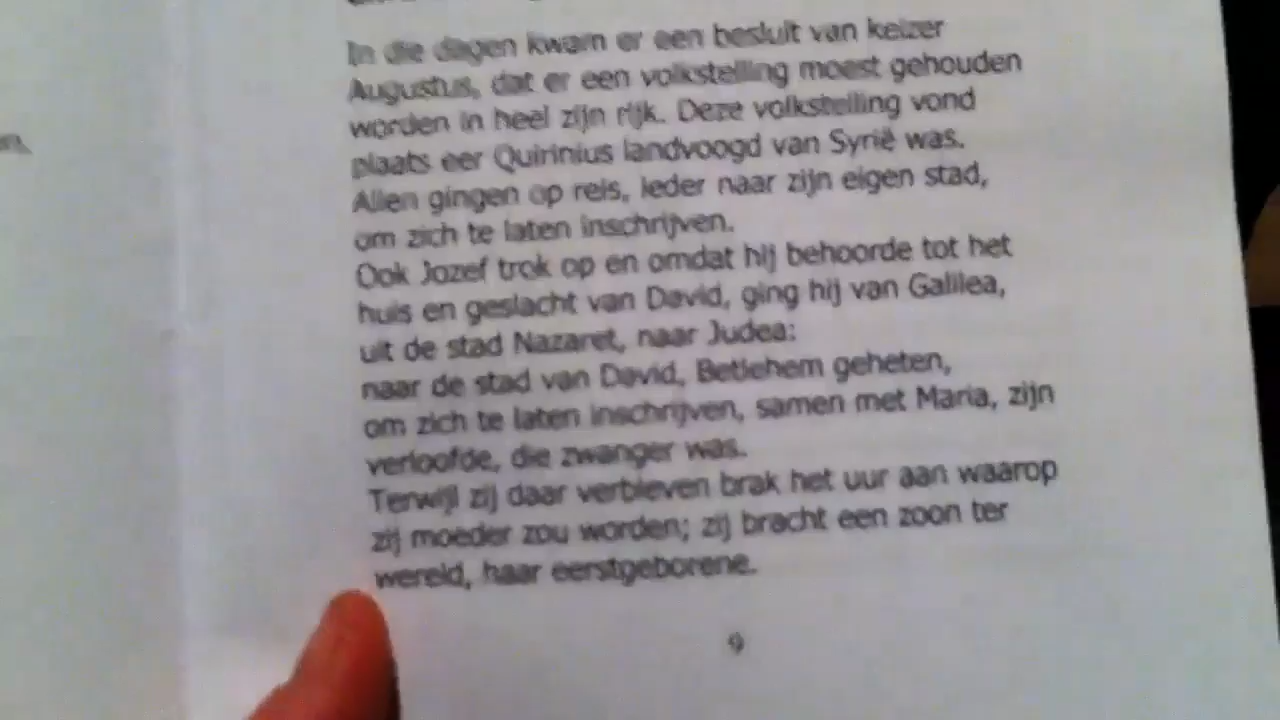 In die dagen kwam er een besluit van keizer
Augustus, dat er een volkstelling moest gehouden
worden in heel zijn rijk. Deze volkstelling vond
plaats eer Quirinius landvoogd van Syrië was.
Allen gingen op reis, ieder naar zijn eigen stad,
om zich te laten inschrijven.
Ook Jozef trok op en omdat hij behoorde tot het
huis en geslacht van David, ging hij van Galilea,
uit de stad Nazaret, naar Judea:
naar de stad van David, Betlehem geheten,
om zich te laten inschrijven, samen met Maria, zijn
verloofde, die zwanger was.
Terwijl zij daar verbleven brak het uur aan waarop
zij moeder zou worden; zij bracht een zoon ter
wereld, haar eerstgeborene.
9